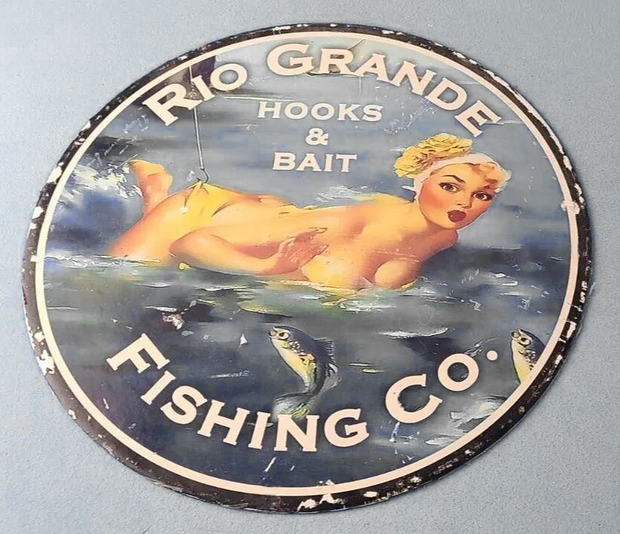 Rio Grande
HOOKS
&
BAIT
Fishing Co.